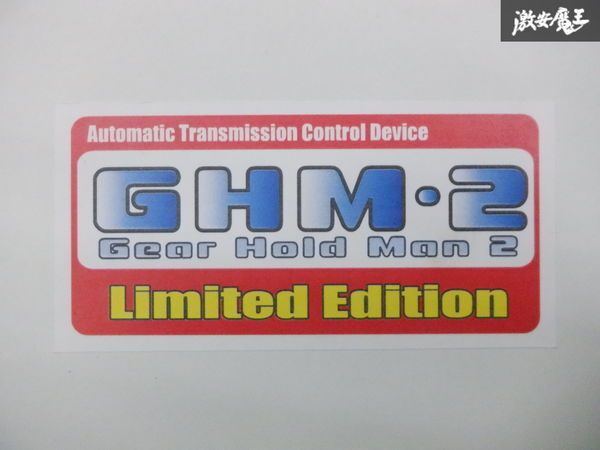 激安魔王
Automatic Transmission Control Device
GHM·2
Gear Hold Man 2
Limited Edition